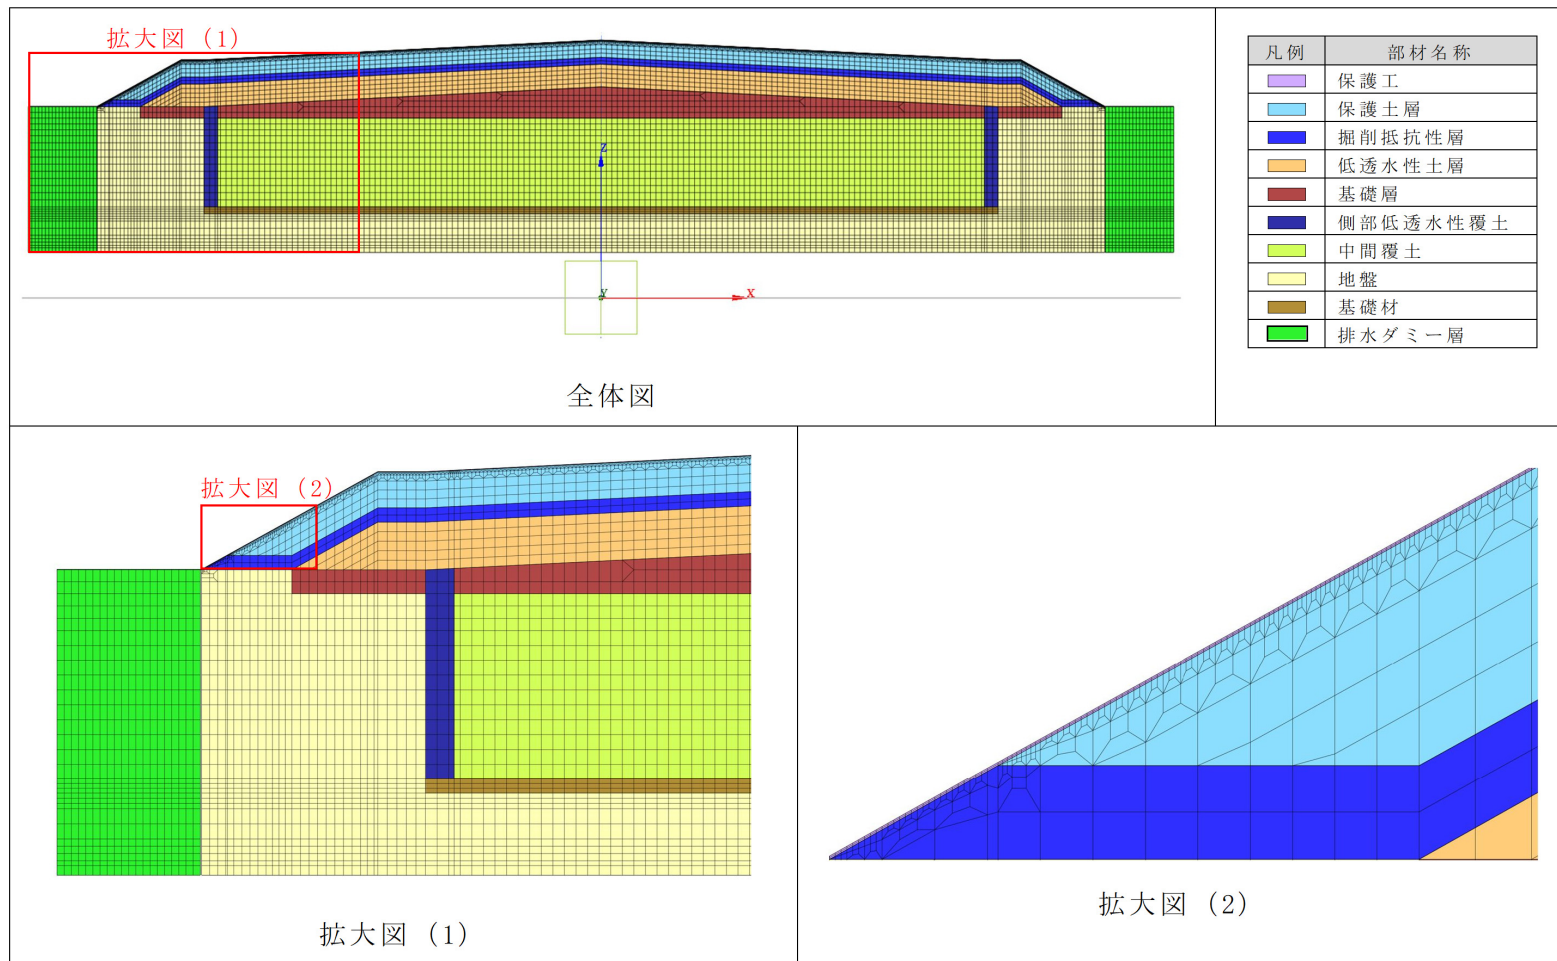 拡大図 (1)
z
y
x
全体図
凡例 部材名称
保護工
保護土層
掘削抵抗性層
低透水性土層
基礎層
側部低透水性覆土
中間覆土
地盤
基礎材
排水ダミー層
拡大図 (2)
拡大図 (1)
拡大図 (2)